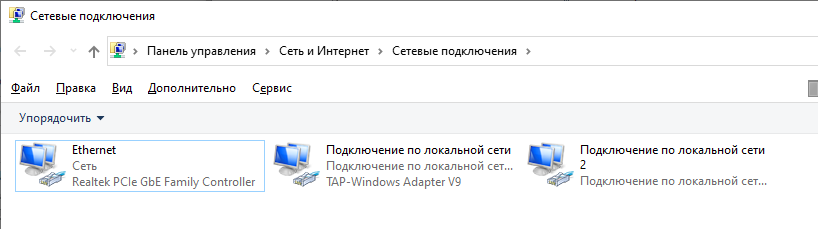 Сетевые подключения
Панель управления > Сеть и Интернет > Сетевые подключения >
Файл Правка Вид Дополнительно Сервис
Упорядочить
Ethernet
Сеть
Realtek PCIe GbE Family Controller
Подключение по локальной сети
Подключение по локальной сет...
TAP-Windows Adapter V9
Подключение по локальной сети
2
Подключение по локальной сет...